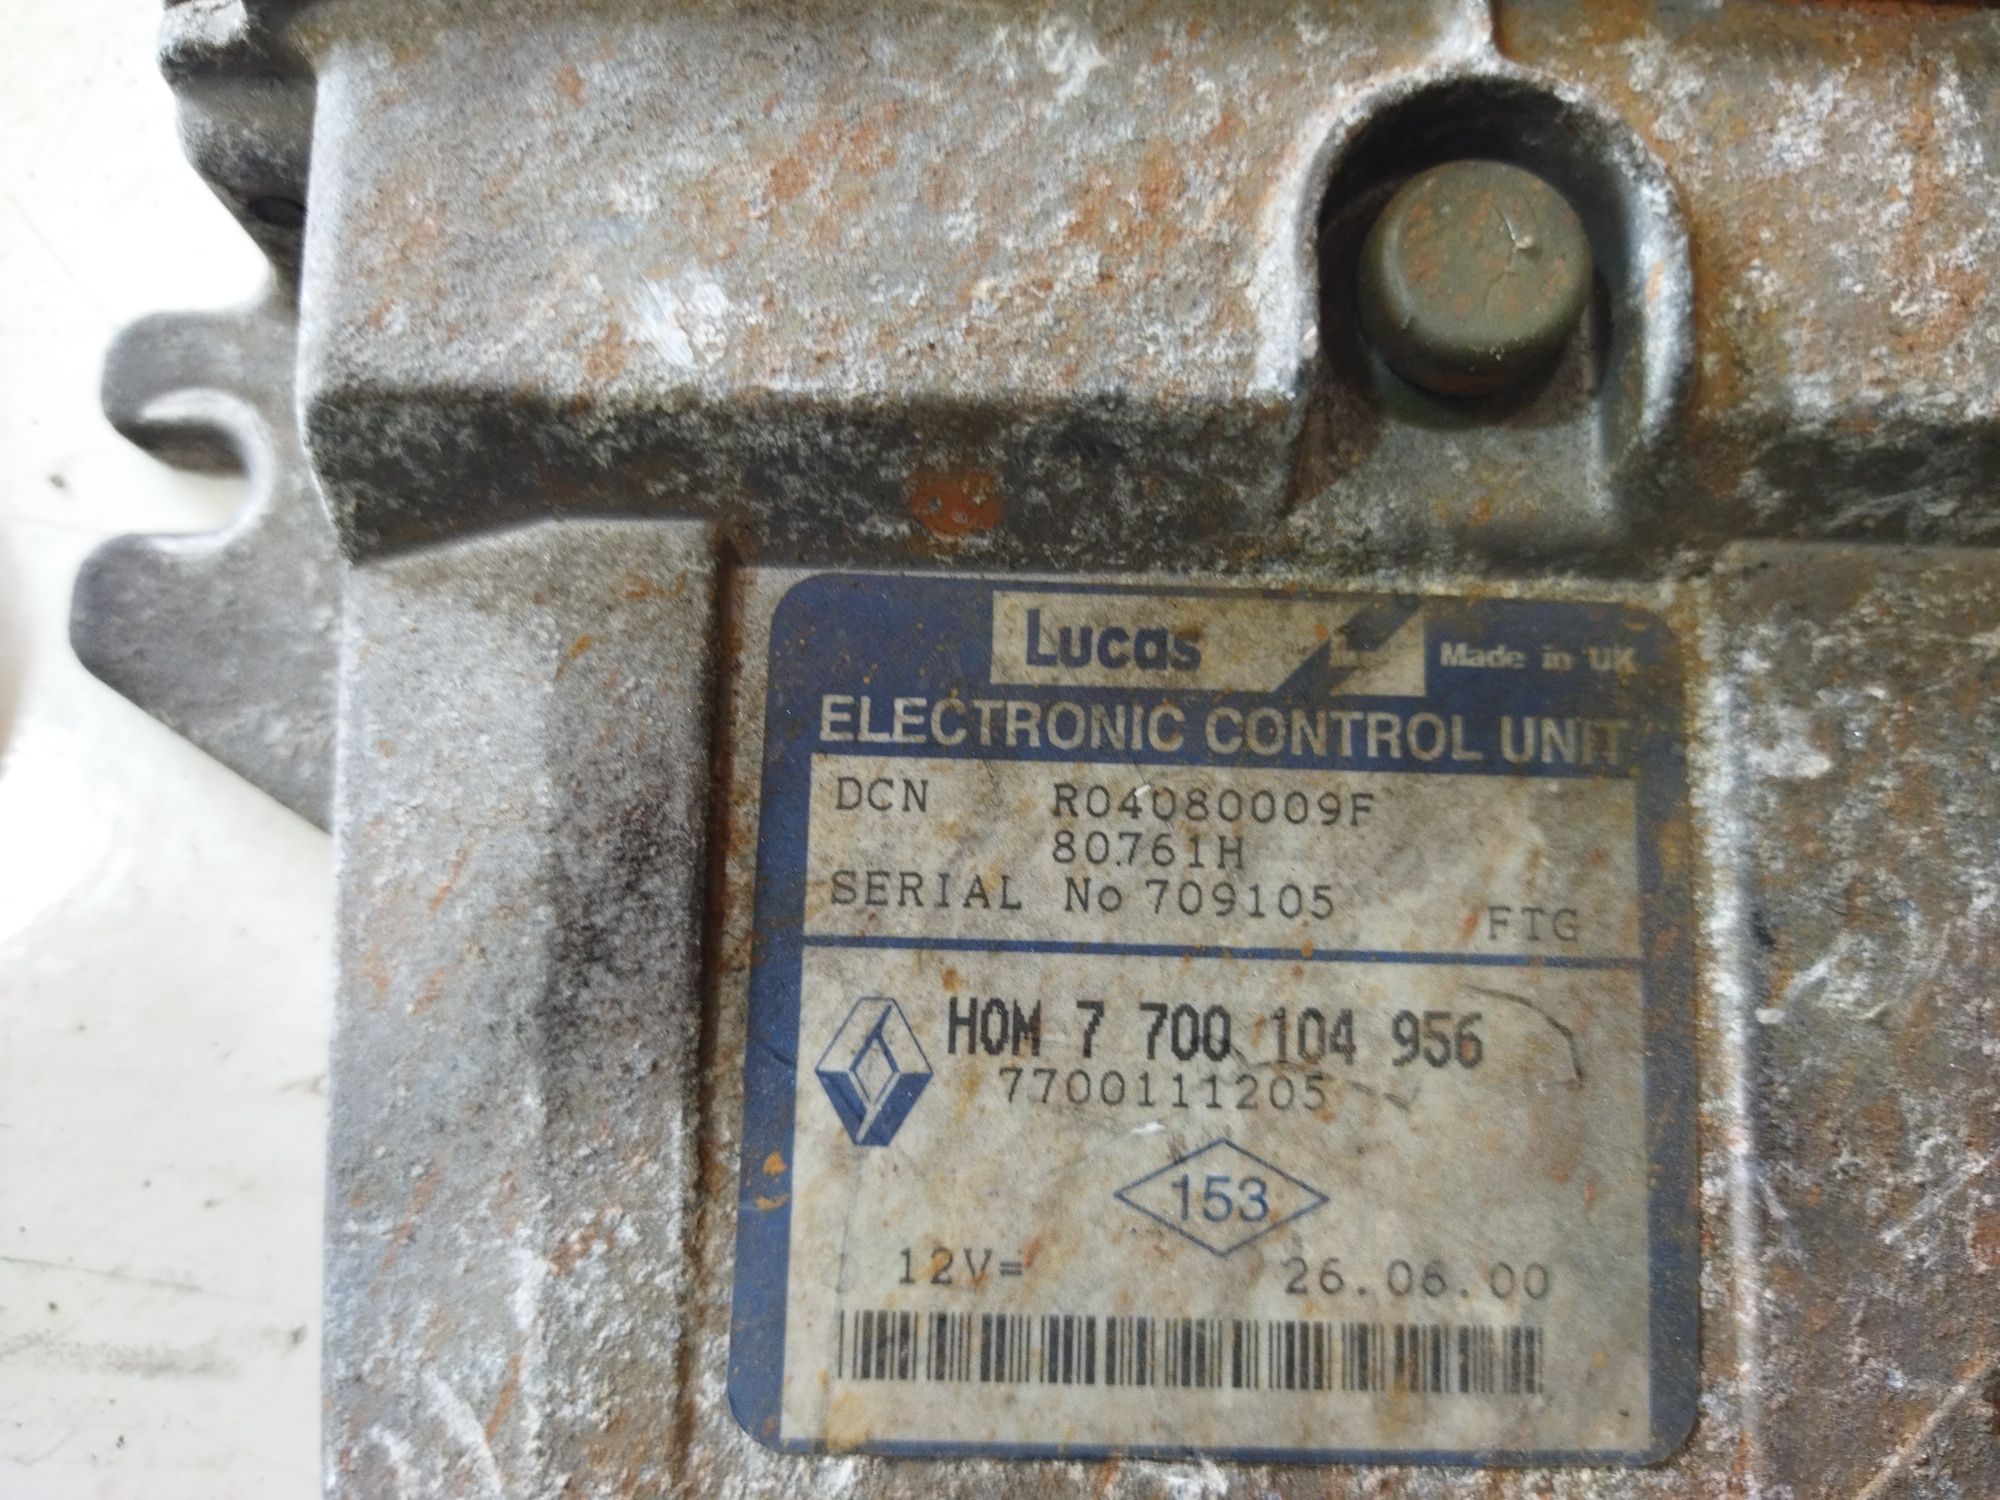 Lucas Made in UK
ELECTRONIC CONTROL UNIT
DCN R04080009F
80761H
SERIAL No 709105 FTG
HOM 7 700 104 956
7700111205
153
12V= 26.06.00